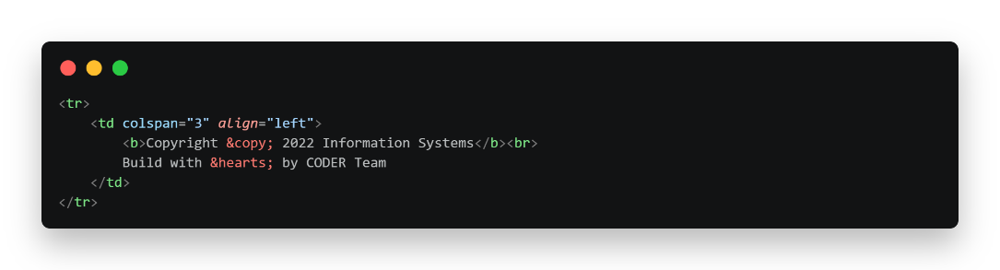 <tr>
    <td colspan="3" align="left">
        <b>Copyright &copy; 2022 Information Systems</b><br>
        Build with &hearts; by CODER Team
    </td>
</tr>